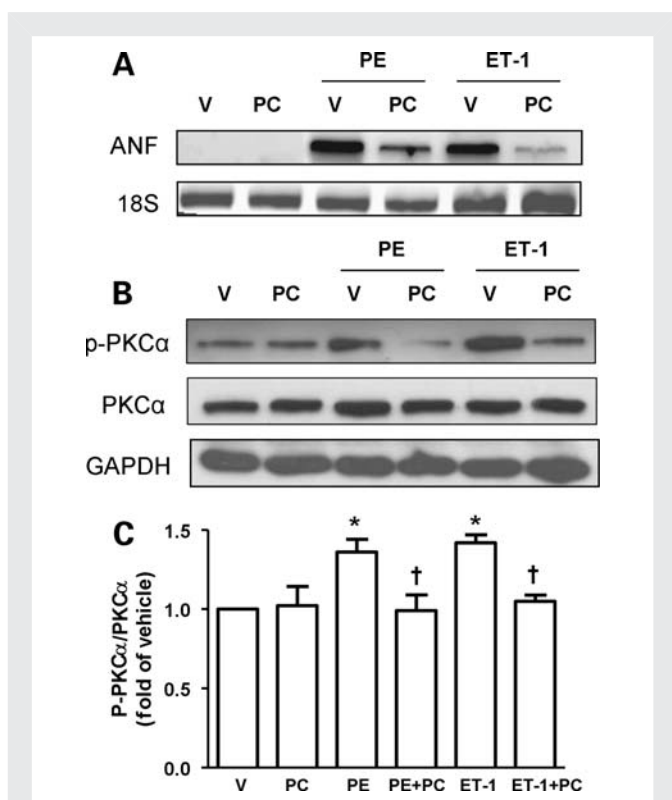 A
PE ET-1
V PC V PC V PC
ANF
18S
PE ET-1
B
V PC V PC V PC
p-PKCα
PKCα
GAPDH
C
P-PKCα/PKCα
(fold of vehicle)
1.5
1.0
0.5
0.0
* * † †
V PC PE PE+PC ET-1 ET-1+PC